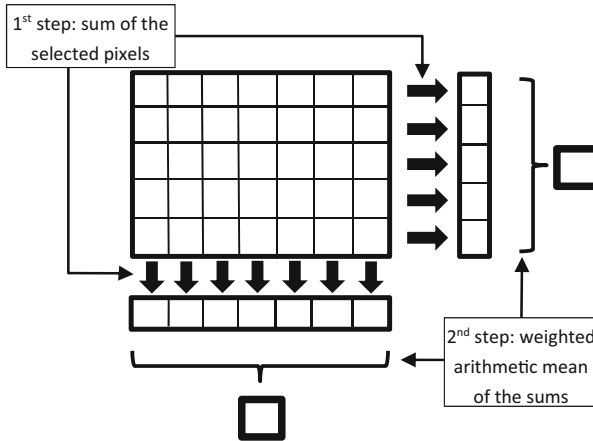 1st step: sum of the
selected pixels
2nd step: weighted
arithmetic mean
of the sums